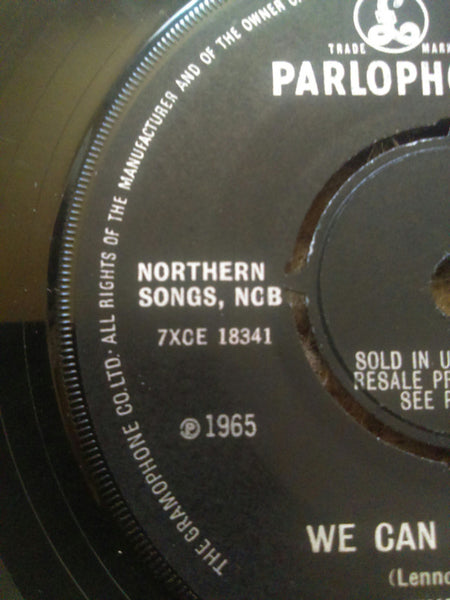 THE GRAMOPHONE CO.LTD. ALL RIGHTS OF THE MANUFACTURER AND OF THE OWNER O
TRADE MARK
PARLOPHO
NORTHERN
SONGS, NCB
7XCE 18341
SOLD IN U
RESALE PR
SEE
℗ 1965
WE CAN
(Lenno